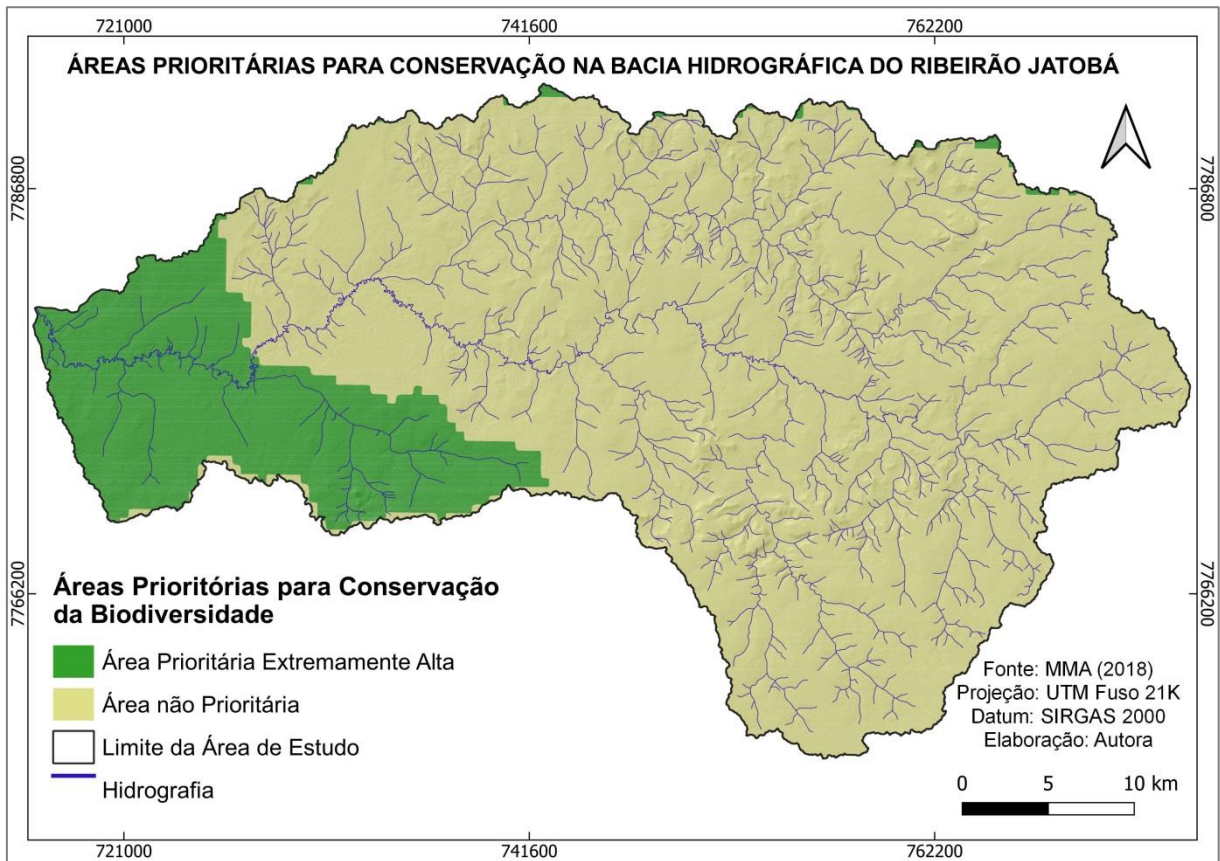 721000
741600
762200
ÁREAS PRIORITÁRIAS PARA CONSERVAÇÃO NA BACIA HIDROGRÁFICA DO RIBEIRÃO JATOBÁ
7786800
7786800
7766200
7766200
Áreas Prioritórias para Conservação
da Biodiversidade
Área Prioritária Extremamente Alta
Área não Prioritária
Limite da Área de Estudo
Hidrografia
Fonte: MMA (2018)
Projeção: UTM Fuso 21K
Datum: SIRGAS 2000
Elaboração: Autora
0 5 10 km
721000
741600
762200